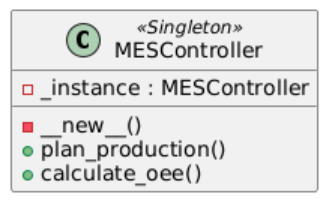 C
«Singleton»
MESController
_instance : MESController
__new__()
plan_production()
calculate_oee()